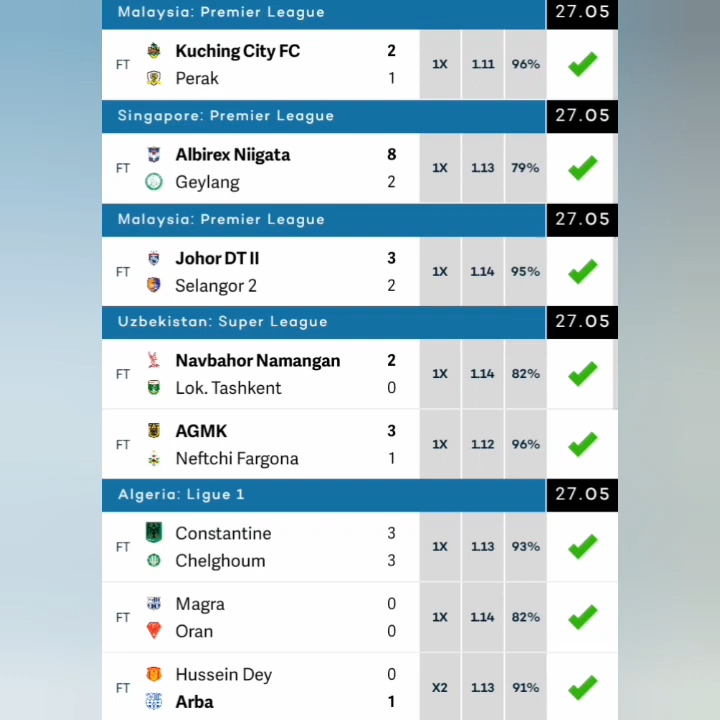 Malaysia: Premier League 27.05
FT Kuching City FC 2 1X 1.11 96%
Perak 1
Singapore: Premier League 27.05
FT Albirex Niigata 8 1X 1.13 79%
Geylang 2
Malaysia: Premier League 27.05
FT Johor DT II 3 1X 1.14 95%
Selangor 2 2
Uzbekistan: Super League 27.05
FT Navbahor Namangan 2 1X 1.14 82%
Lok. Tashkent 0
FT AGMK 3 1X 1.12 96%
Neftchi Fargona 1
Algeria: Ligue 1 27.05
FT Constantine 3 1X 1.13 93%
Chelghoum 3
FT Magra 0 1X 1.14 82%
Oran 0
FT Hussein Dey 0 X2 1.13 91%
Arba 1